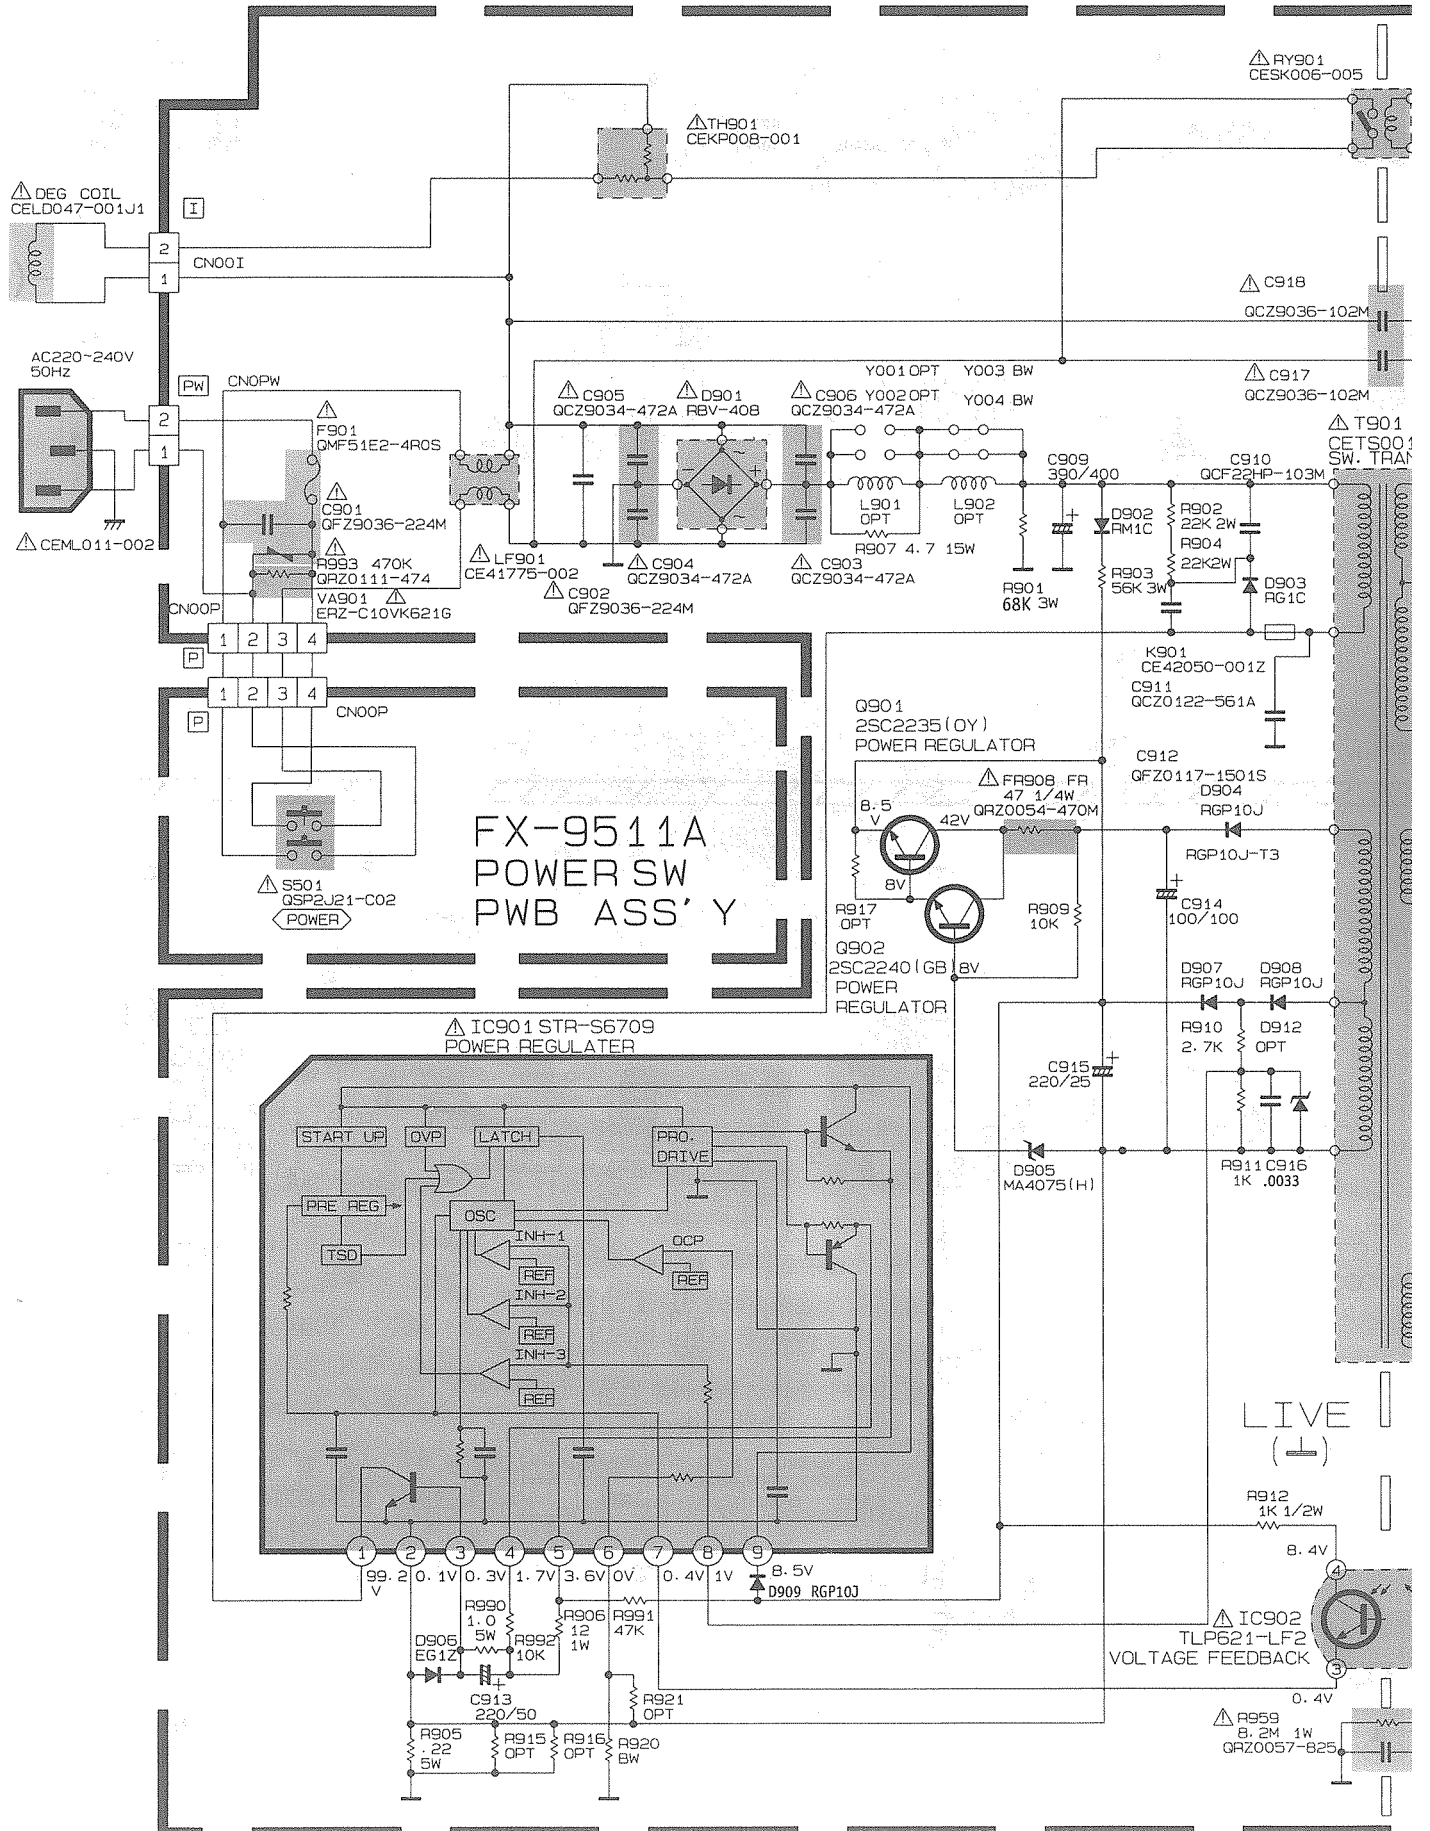 RY901
CESK006-005
TH901
CEKP008-001
DEG COIL
CELD047-001J1
I
2
1
CN00I
C918
QCZ9036-102M
AC220~240V
50Hz
PW
CN0PW
2
1
C917
QCZ9036-102M
Y001 OPT Y003 BW
Y002 OPT Y004 BW
C905
QCZ9034-472A
D901
RBV-408
C906
QCZ9034-472A
F901
QMF51E2-4R0S
T901
CETS001
SW. TRAN
C909
390/400
C910
QCF22HP-103M
C901
QFZ9036-224M
L901
OPT
L902
OPT
D902
RM1C
R902
22K 2W
R904
22K2W
R907 4.7 15W
CEML011-002
R993 470K
QRZ0111-474
LF901
CE41775-002
C904
QCZ9034-472A
C903
QCZ9034-472A
R901
68K 3W
R903
56K 3W
D903
RG1C
VA901
ERZ-C10VK621G
C902
QFZ9036-224M
CN00P
1 2 3 4
P
K901
CE42050-001Z
1 2 3 4
P
CN00P
C911
QCZ0122-561A
Q901
2SC2235(OY)
POWER REGULATOR
C912
QFZ0117-1501S
FR908 FR
47 1/4W
QRZ0054-470M
D904
RGP10J
8.5
V
42V
RGP10J-T3
FX-9511A
POWER SW
PWB ASS'Y
S501
QSP2J21-C02
POWER
8V
R917
OPT
R909
10K
C914
100/100
Q902
2SC2240(GB) 8V
POWER
REGULATOR
D907
RGP10J
D908
RGP10J
R910
2.7K
D912
OPT
IC901 STR-S6709
POWER REGULATER
C915
220/25
START UP
OVP
LATCH
PRO.
DRIVE
D905
MA4075(H)
R911
1K
C916
.0033
PRE REG
OSC
TSD
INH-1
REF
OCP
REF
INH-2
REF
INH-3
REF
LIVE
R912
1K 1/2W
1 2 3 4 5 6 7 8 9
99.2
V
0.1V 0.3V 1.7V 3.6V 0V 0.4V 1V 8.5V
D909 RGP10J
8.4V
4
R990
1.0
5W
R992
10K
R906
12
1W
R991
47K
D906
EG1Z
IC902
TLP621-LF2
VOLTAGE FEEDBACK
3
0.4V
C913
220/50
R921
OPT
R905
.22
5W
R915
OPT
R916
OPT
R920
BW
R959
8.2M 1W
QRZ0057-825